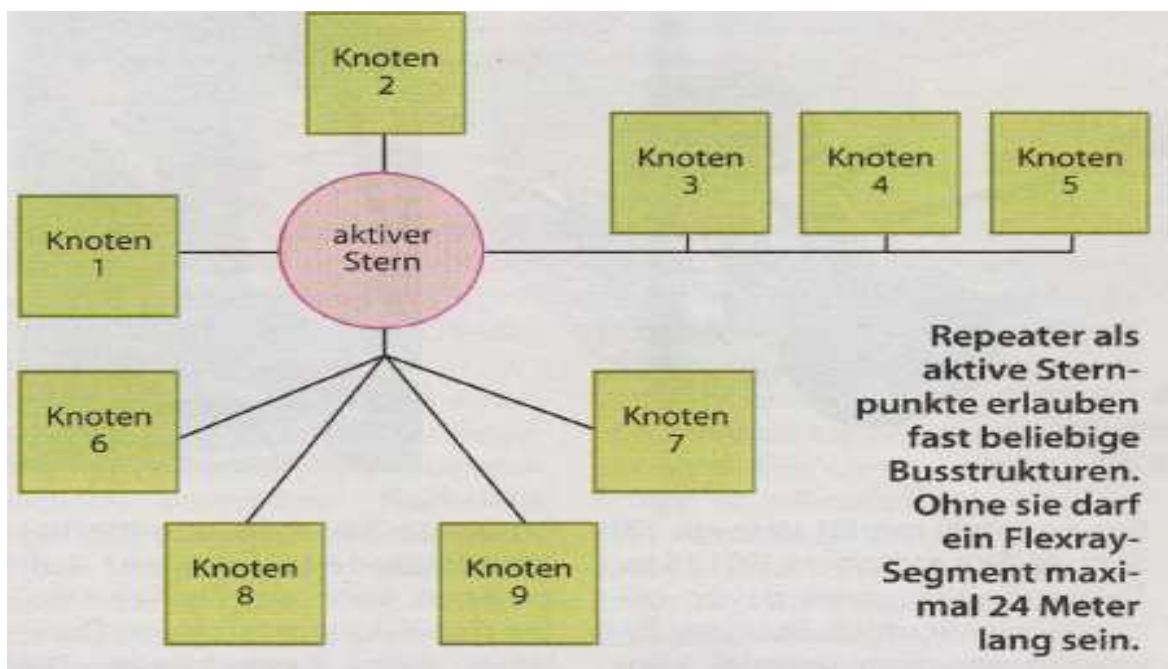 Knoten
2
Knoten
3
Knoten
4
Knoten
5
Knoten
1
aktiver
Stern
Knoten
6
Knoten
7
Knoten
8
Knoten
9
Repeater als
aktive Stern-
punkte erlauben
fast beliebige
Busstrukturen.
Ohne sie darf
ein Flexray-
Segment maxi-
mal 24 Meter
lang sein.